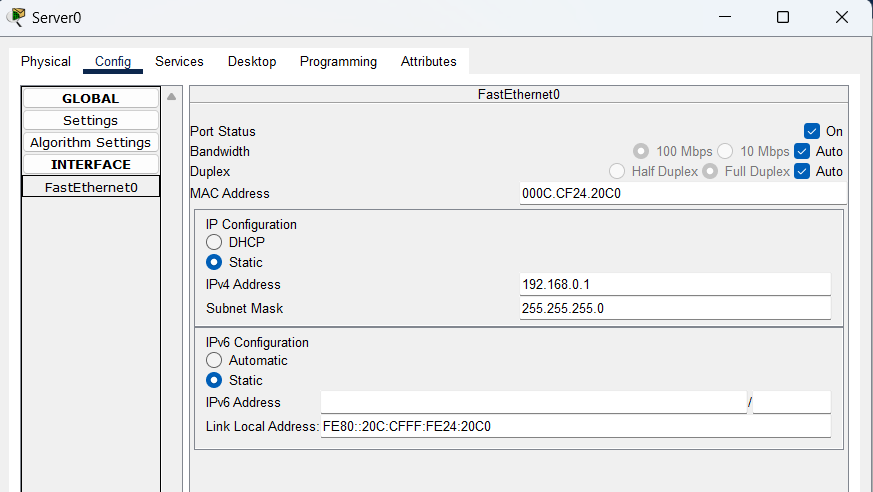 Server0
Physical Config Services Desktop Programming Attributes
GLOBAL
Settings
Algorithm Settings
INTERFACE
FastEthernet0
FastEthernet0
Port Status On
Bandwidth 100 Mbps 10 Mbps Auto
Duplex Half Duplex Full Duplex Auto
MAC Address 000C.CF24.20C0
IP Configuration
DHCP
Static
IPv4 Address 192.168.0.1
Subnet Mask 255.255.255.0
IPv6 Configuration
Automatic
Static
IPv6 Address /
Link Local Address: FE80::20C:CFFF:FE24:20C0